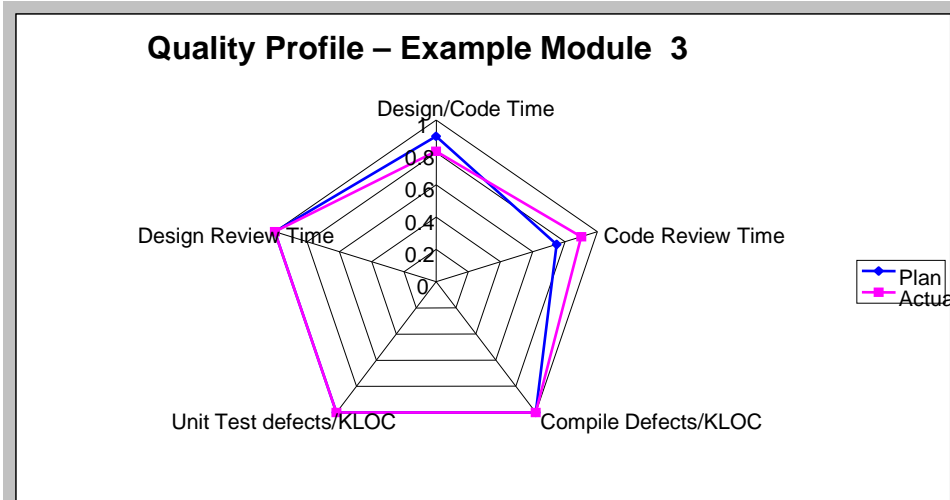 Quality Profile – Example Module 3
Design/Code Time
1
0.8
0.6
0.4
0.2
0
Design Review Time
Code Review Time
Plan
Actua
Unit Test defects/KLOC
Compile Defects/KLOC